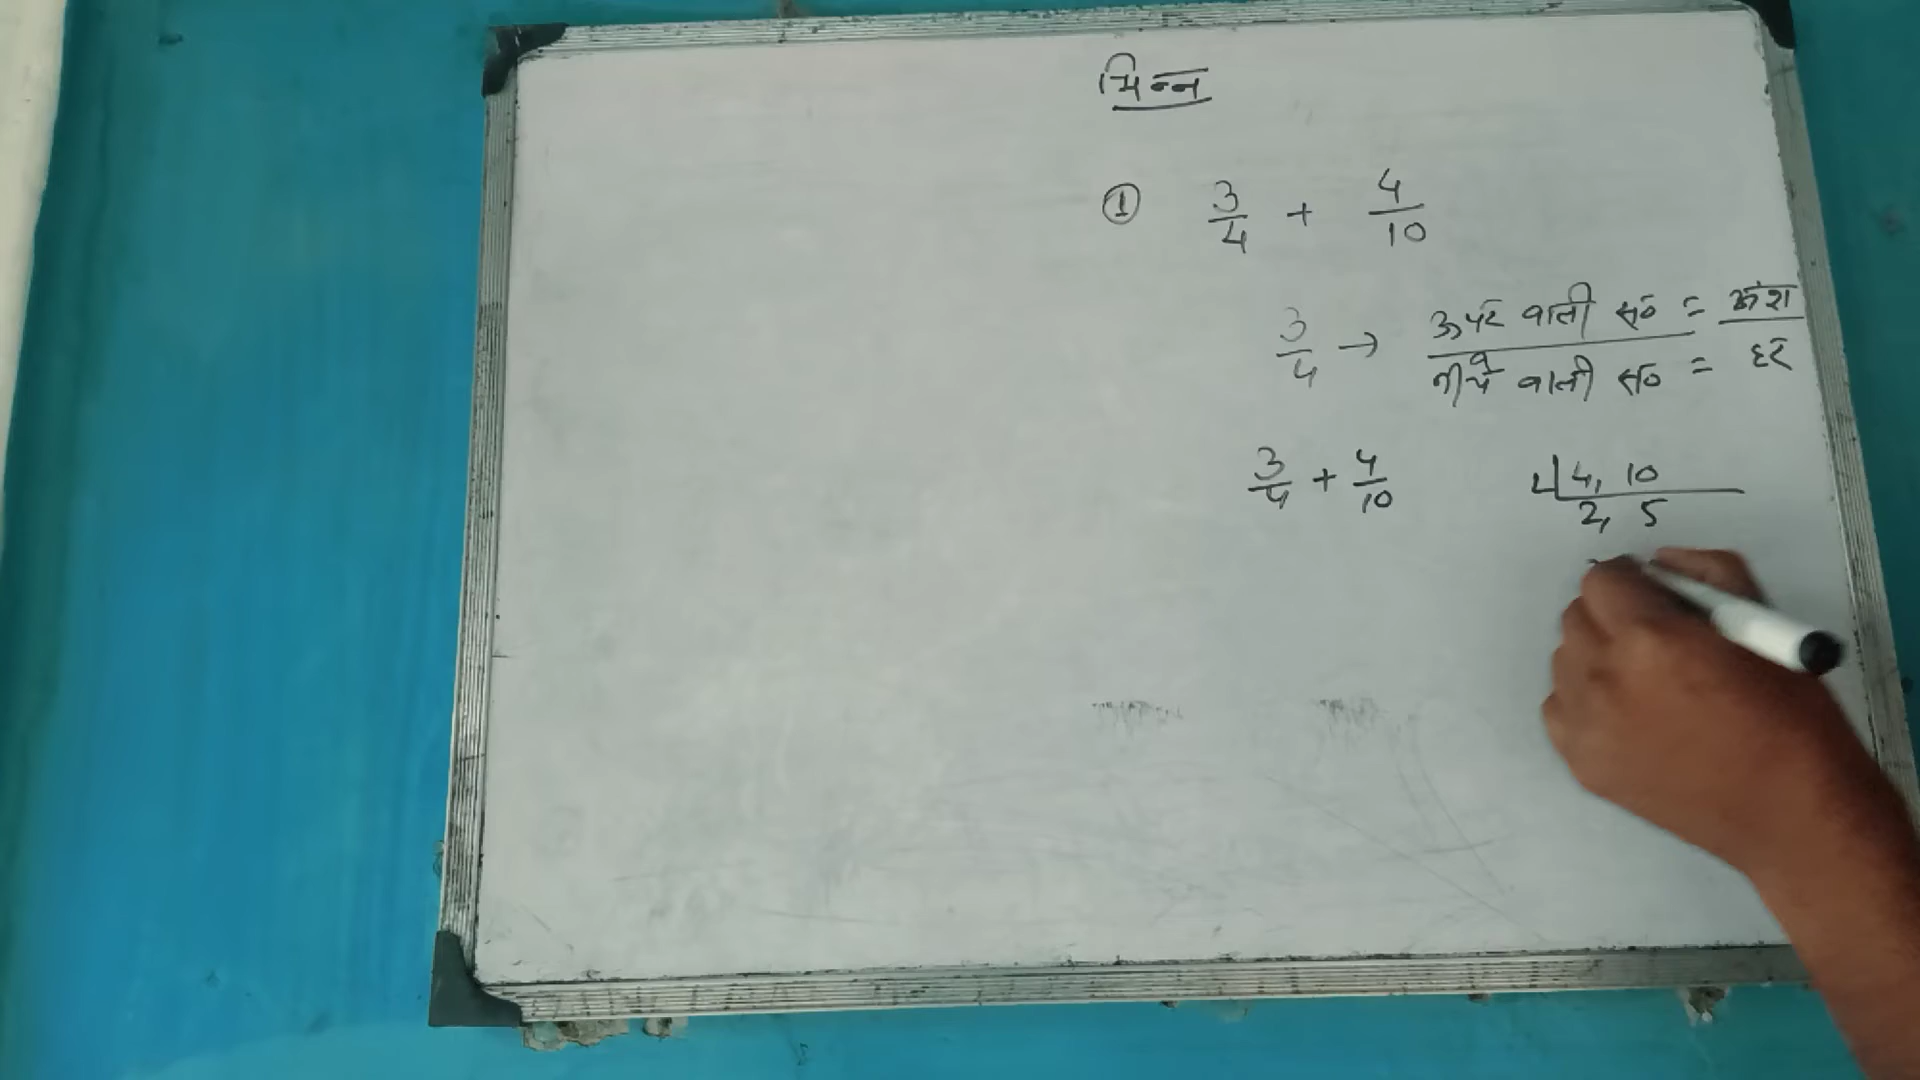 भिन्न
① 3/4 + 4/10
3/4 → ऊपर वाली सं० = अंश
नीचे वाली सं० = हर
3/4 + 4/10
4, 10
2, 5